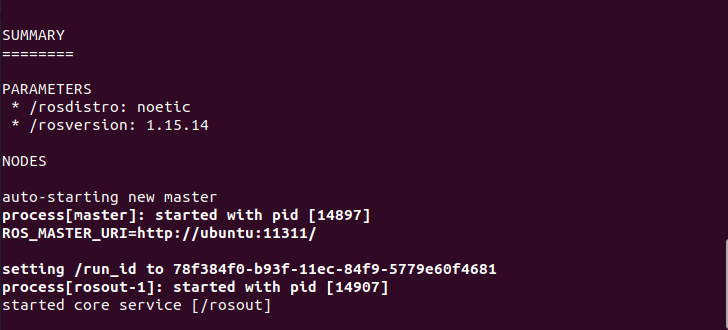 SUMMARY
========
PARAMETERS
* /rosdistro: noetic
* /rosversion: 1.15.14
NODES
auto-starting new master
process[master]: started with pid [14897]
ROS_MASTER_URI=http://ubuntu:11311/
setting /run_id to 78f384f0-b93f-11ec-84f9-5779e60f4681
process[rosout-1]: started with pid [14907]
started core service [/rosout]